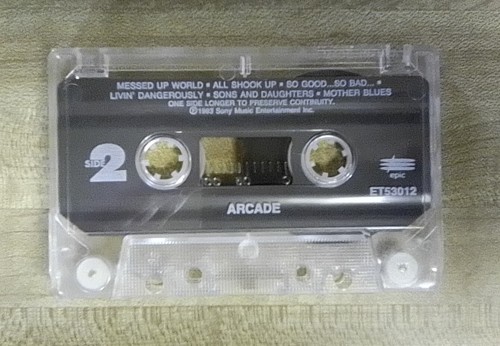 MESSED UP WORLD ▪ ALL SHOOK UP ▪ SO GOOD...SO BAD... ▪
LIVIN' DANGEROUSLY ▪ SONS AND DAUGHTERS ▪ MOTHER BLUES
ONE SIDE LONGER TO PRESERVE CONTINUITY.
Ⓟ1993 Sony Music Entertainment Inc.
SIDE 2
epic
ET53012
ARCADE